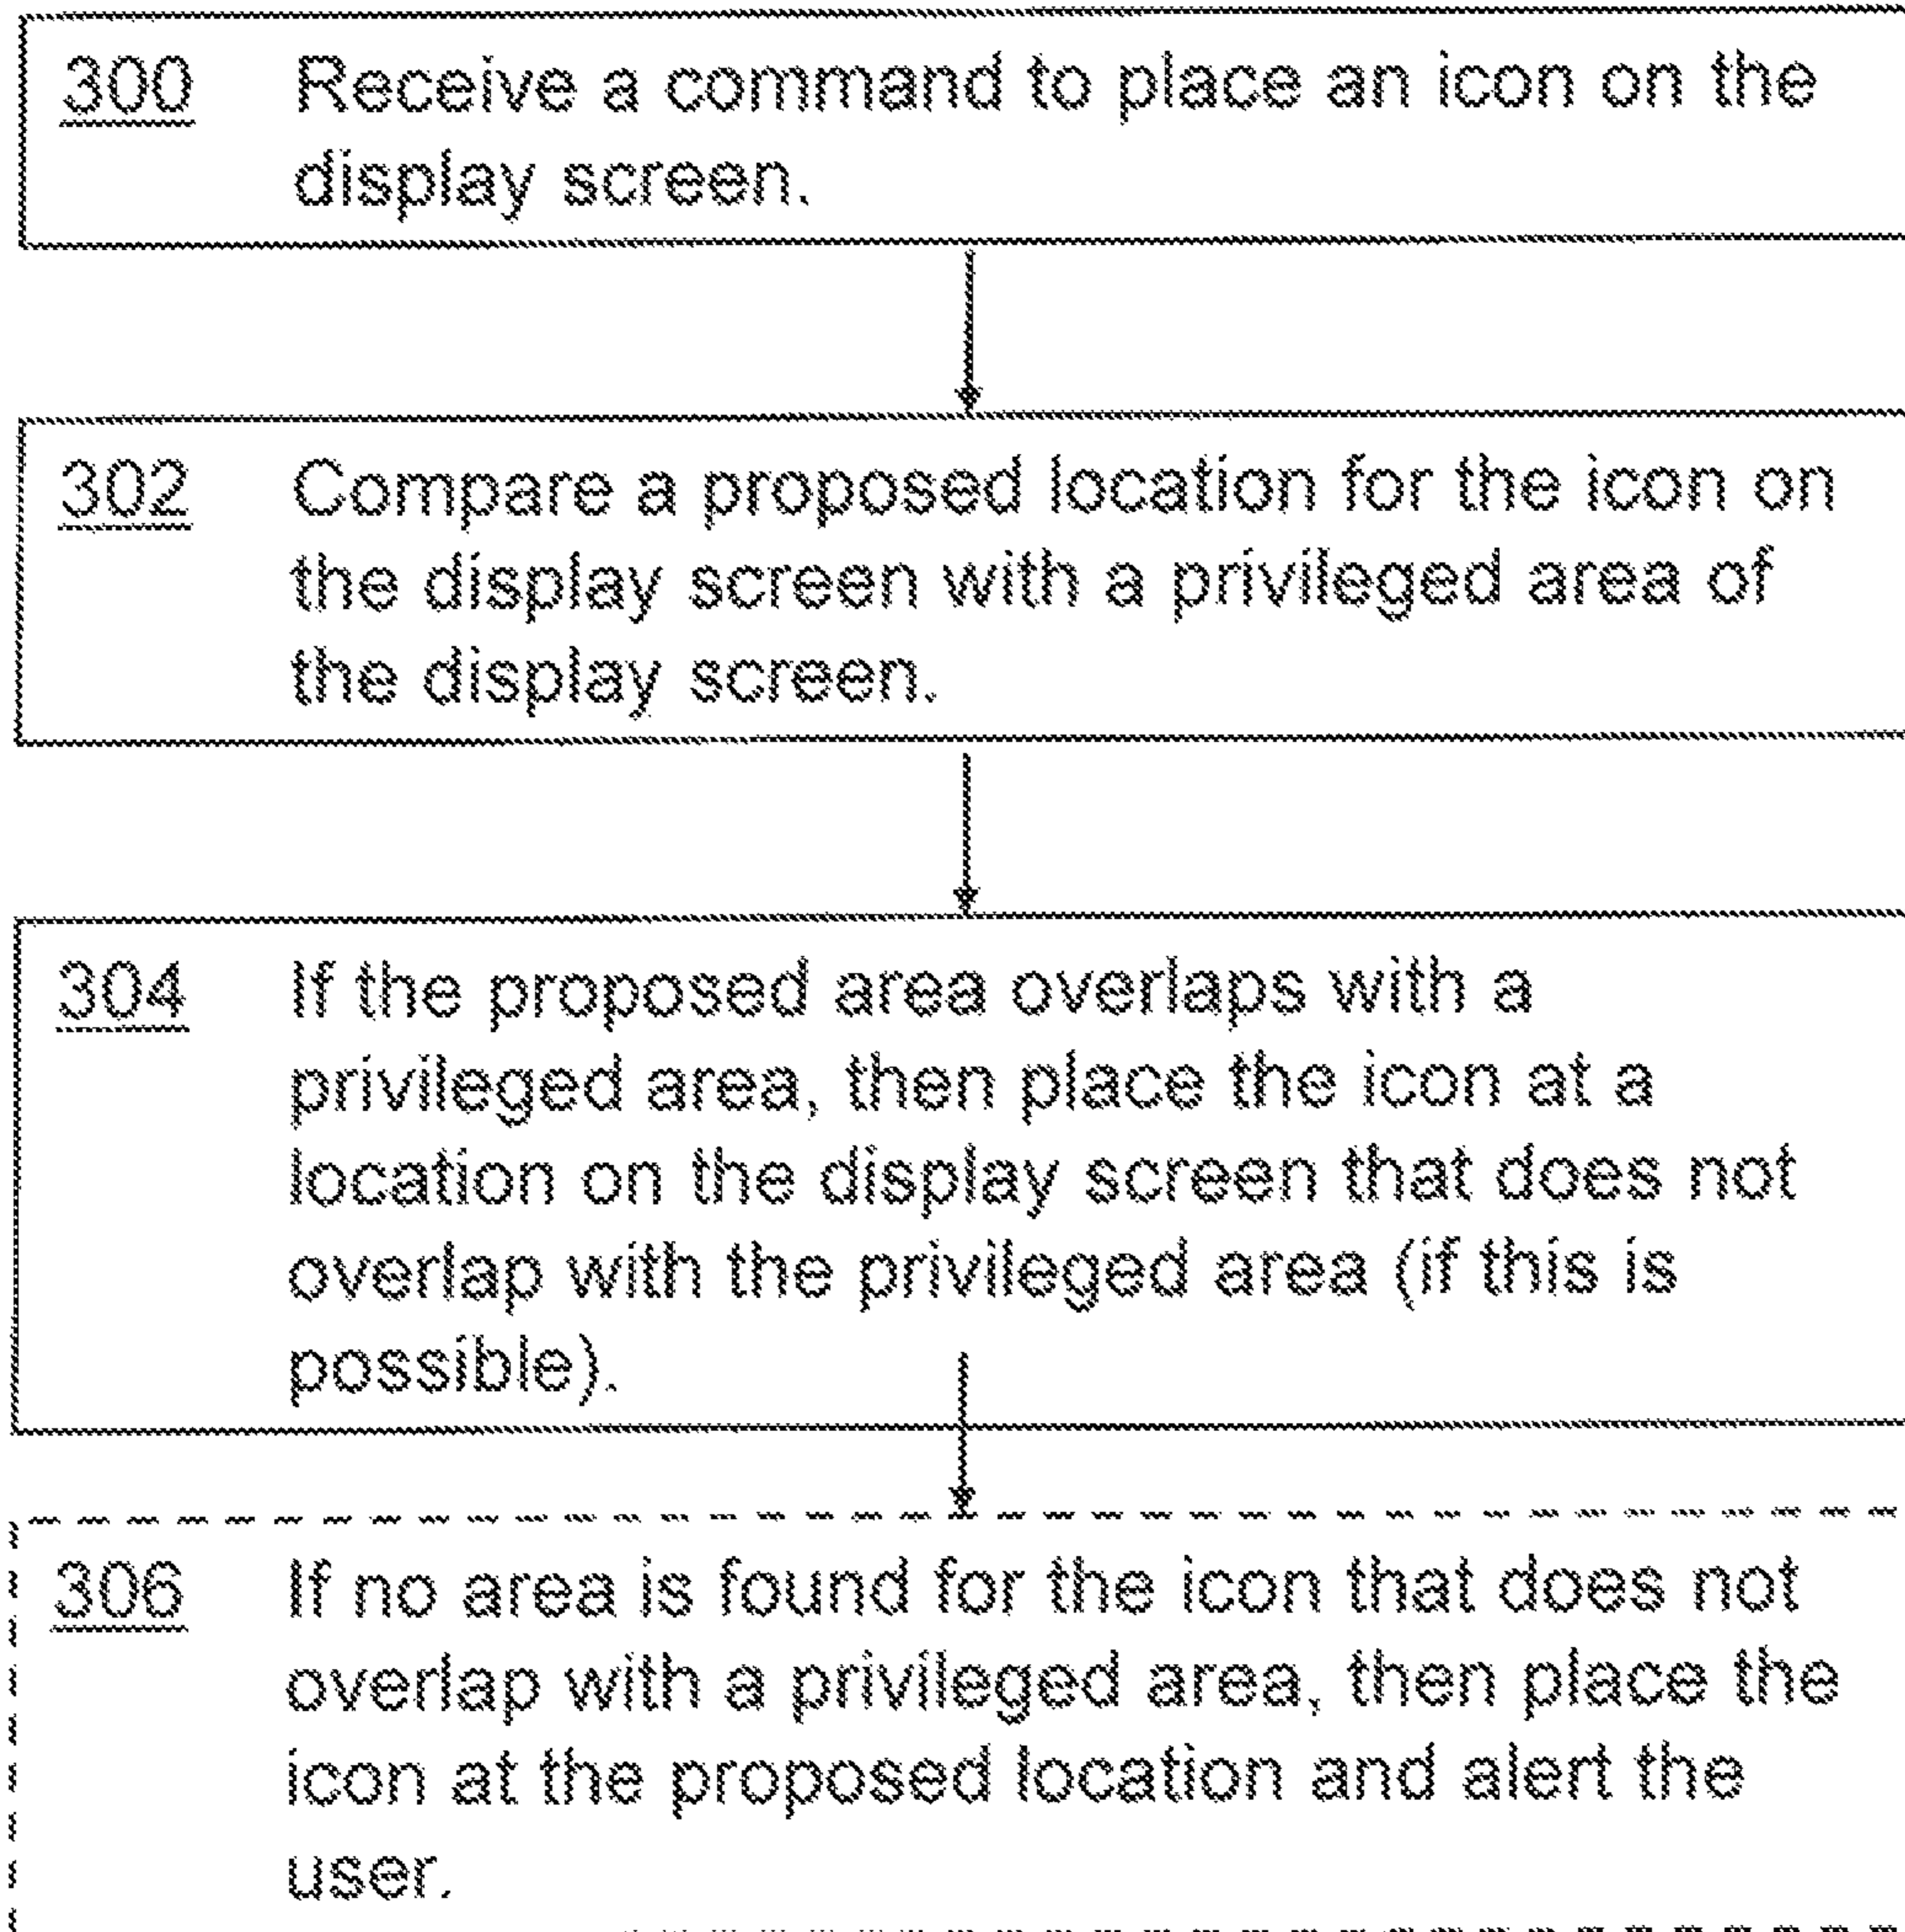 300 Receive a command to place an icon on the
display screen.
302 Compare a proposed location for the icon on
the display screen with a privileged area of
the display screen.
304 If the proposed area overlaps with a
privileged area, then place the icon at a
location on the display screen that does not
overlap with the privileged area (if this is
possible).
306 If no area is found for the icon that does not
overlap with a privileged area, then place the
icon at the proposed location and alert the
user.